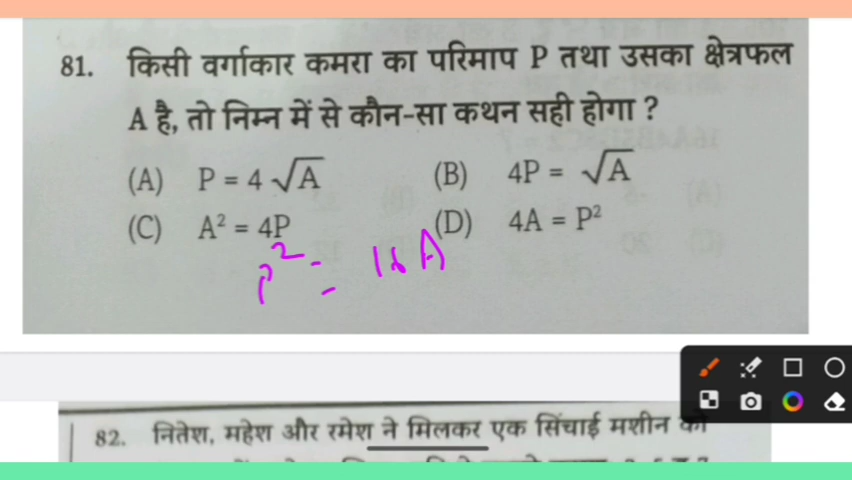 81. किसी वर्गाकार कमरा का परिमाप P तथा उसका क्षेत्रफल
A है, तो निम्न में से कौन-सा कथन सही होगा ?
(A) P = 4 √A (B) 4P = √A
(C) A² = 4P (D) 4A = P²
P² = 16A
82. नितेश, महेश और रमेश ने मिलकर एक सिंचाई मशीन को